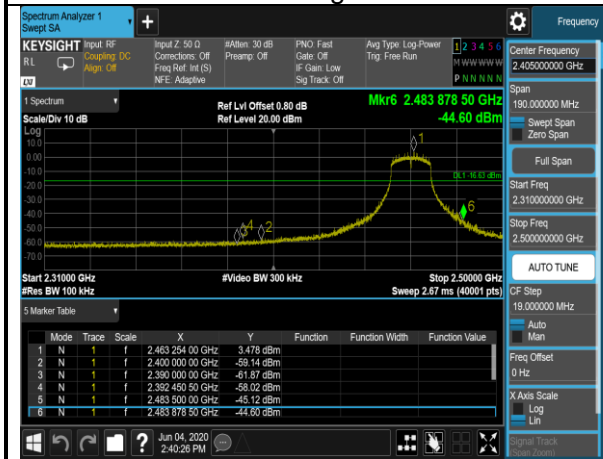 Spectrum Analyzer 1
Swept SA
+
Frequency
KEYSIGHT Input: RF
RL
Coupling: DC
Align: Off
Input Z: 50 Ω
Corrections: Off
Freq Ref: Int (S)
NFE: Adaptive
#Atten: 30 dB
Preamp: Off
PNO: Fast
Gate: Off
IF Gain: Low
Sig Track: Off
Avg Type: Log-Power
Trig: Free Run
1 2 3 4 5 6
M W W W W W
P N N N N N
LXI
Center Frequency
2.405000000 GHz
Span
190.000000 MHz
Swept Span
Zero Span
Full Span
Start Freq
2.310000000 GHz
Stop Freq
2.500000000 GHz
AUTO TUNE
CF Step
19.000000 MHz
Auto
Man
Freq Offset
0 Hz
X Axis Scale
Log
Lin
Signal Track
(Span Zoom)
1 Spectrum
Scale/Div 10 dB
Ref Lvl Offset 0.80 dB
Ref Level 20.00 dBm
Mkr6 2.483 878 50 GHz
-44.60 dBm
Log
10.0
0.00
-10.0
-20.0
-30.0
-40.0
-50.0
-60.0
-70.0
1
DL1 -16.63 dBm
6
4
2
Start 2.31000 GHz
#Res BW 100 kHz
#Video BW 300 kHz
Stop 2.50000 GHz
Sweep 2.67 ms (40001 pts)
5 Marker Table
Mode Trace Scale X Y Function Function Width Function Value
1 N 1 f 2.463 254 00 GHz 3.478 dBm
2 N 1 f 2.400 000 00 GHz -59.14 dBm
3 N 1 f 2.390 000 00 GHz -61.87 dBm
4 N 1 f 2.392 450 50 GHz -58.02 dBm
5 N 1 f 2.483 500 00 GHz -45.12 dBm
6 N 1 f 2.483 878 50 GHz -44.60 dBm
?
Jun 04, 2020
2:40:26 PM